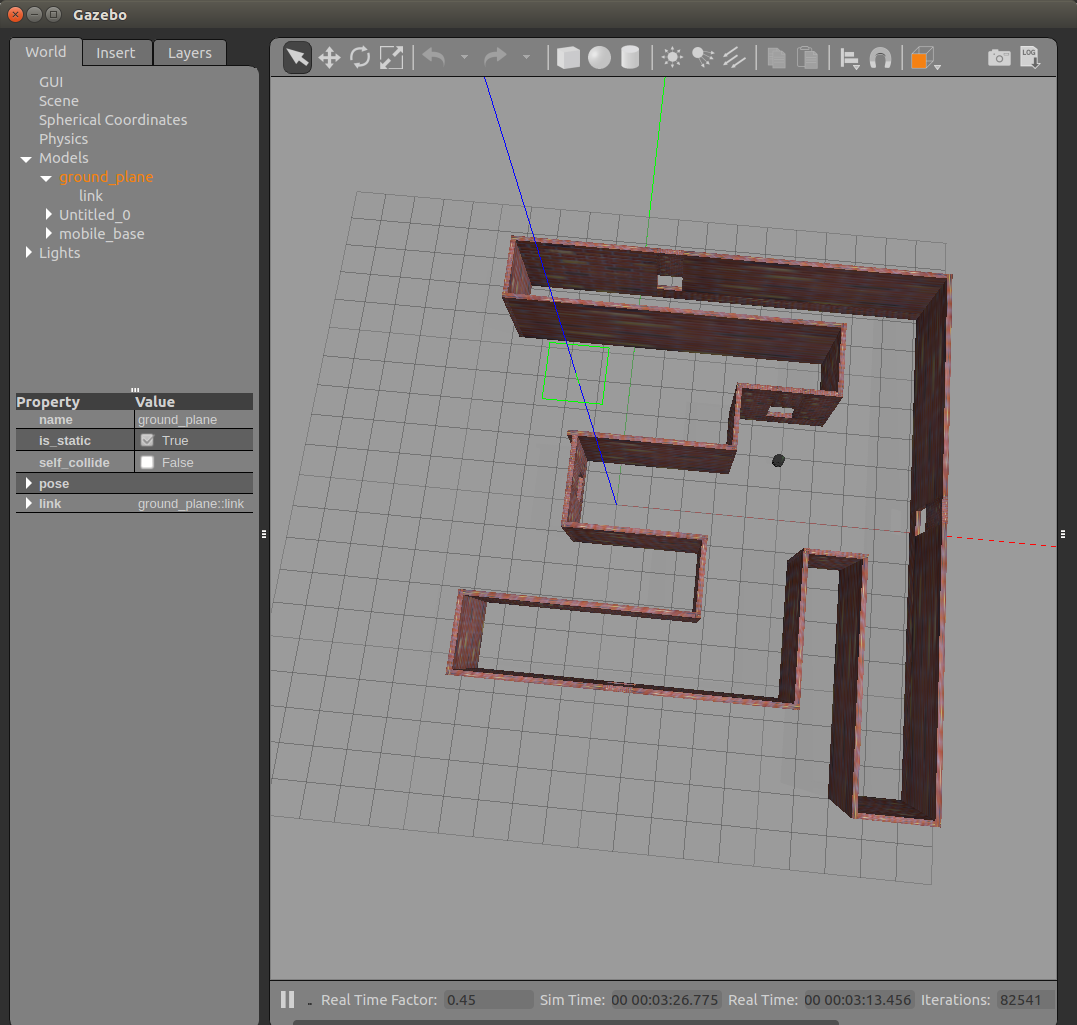 Gazebo
World Insert Layers
GUI
Scene
Spherical Coordinates
Physics
Models
ground_plane
link
Untitled_0
mobile_base
Lights
Property Value
name ground_plane
is_static True
self_collide False
pose
link ground_plane::link
LOG
Real Time Factor: 0.45 Sim Time: 00 00:03:26.775 Real Time: 00 00:03:13.456 Iterations: 82541